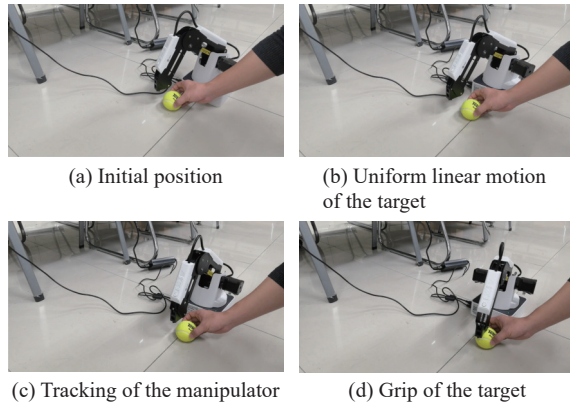 (a) Initial position
(b) Uniform linear motion
of the target
(c) Tracking of the manipulator
(d) Grip of the target